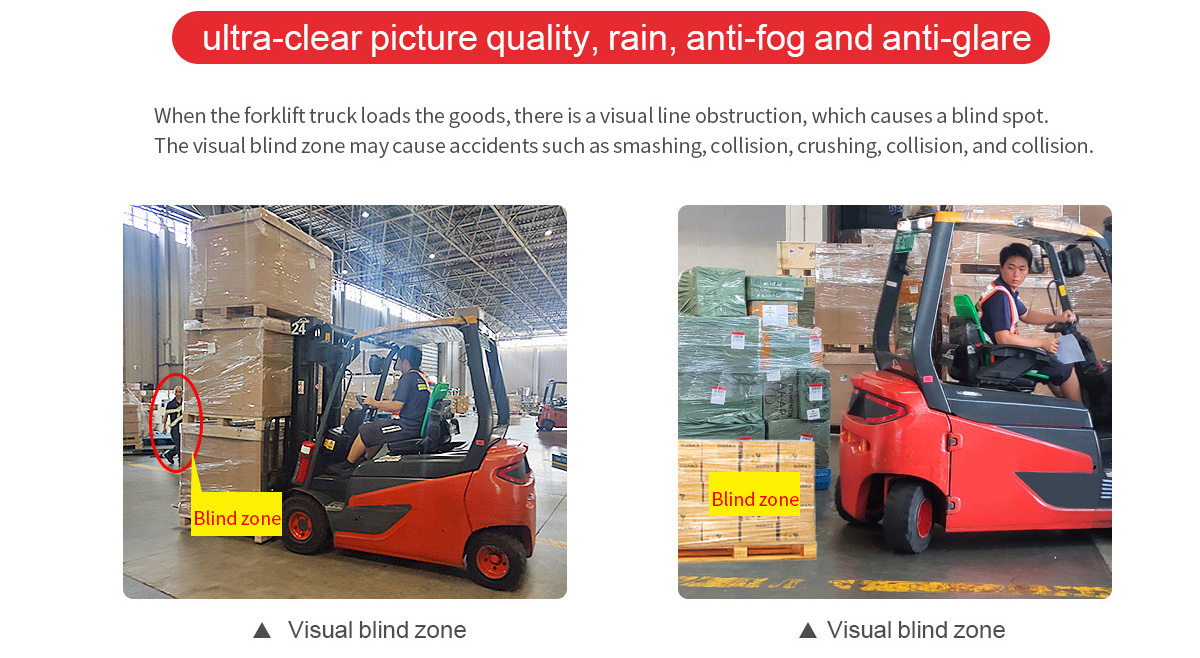 ultra-clear picture quality, rain, anti-fog and anti-glare
When the forklift truck loads the goods, there is a visual line obstruction, which causes a blind spot.
The visual blind zone may cause accidents such as smashing, collision, crushing, collision, and collision.
24
Blind zone
Blind zone
▲ Visual blind zone
▲ Visual blind zone